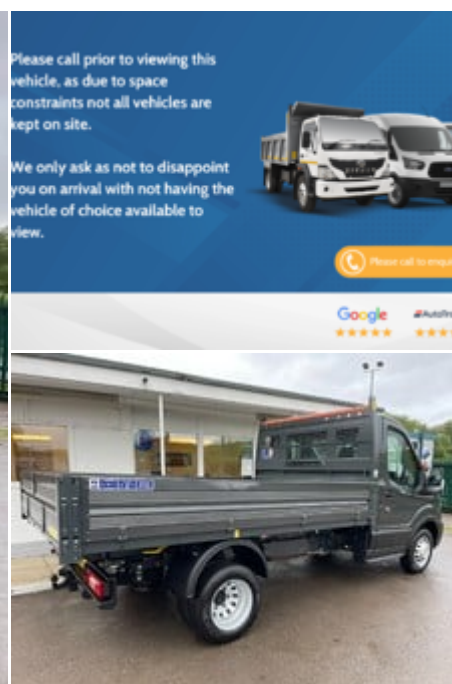 Please call prior to viewing this
vehicle, as due to space
constraints not all vehicles are
kept on site.
We only ask as not to disappoint
you on arrival with not having the
vehicle of choice available to
view.
Please call to enqui
Google